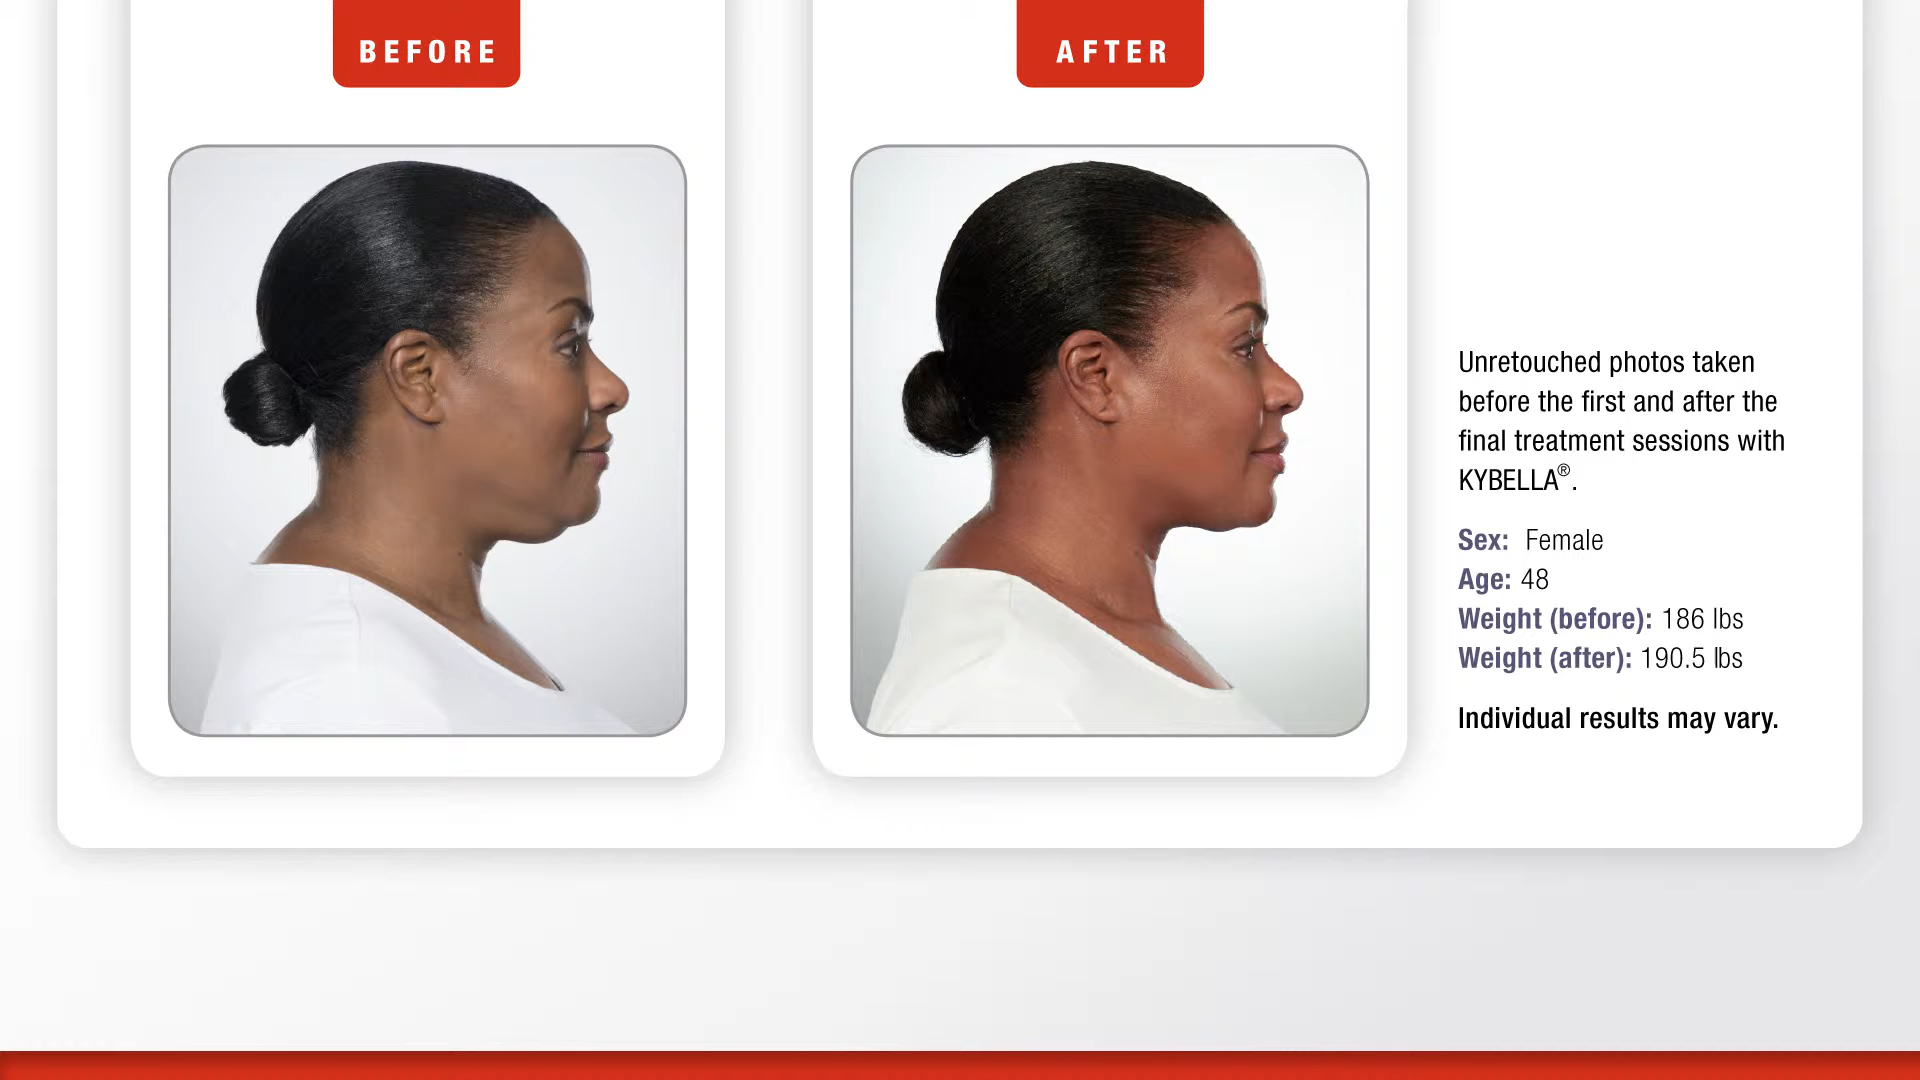 BEFORE
AFTER
Unretouched photos taken
before the first and after the
final treatment sessions with
KYBELLA®.
Sex: Female
Age: 48
Weight (before): 186 lbs
Weight (after): 190.5 lbs
Individual results may vary.